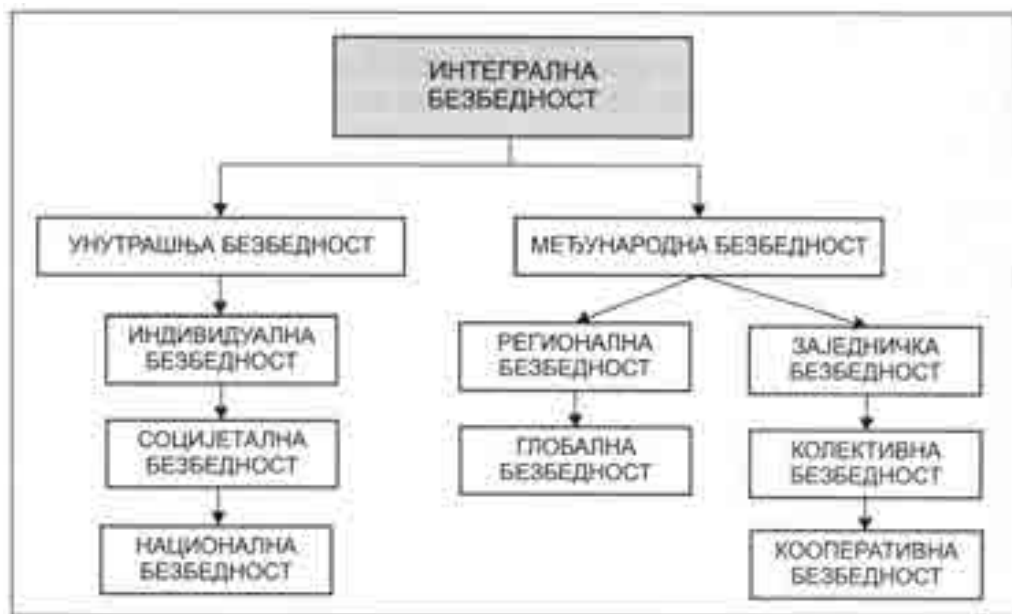 ИНТЕГРАЛНА
БЕЗБЕДНОСТ
УНУТРАШЊА БЕЗБЕДНОСТ
МЕЂУНАРОДНА БЕЗБЕДНОСТ
ИНДИВИДУАЛНА
БЕЗБЕДНОСТ
РЕГИОНАЛНА
БЕЗБЕДНОСТ
ЗАЈЕДНИЧКА
БЕЗБЕДНОСТ
СОЦИЈЕТАЛНА
БЕЗБЕДНОСТ
ГЛОБАЛНА
БЕЗБЕДНОСТ
КОЛЕКТИВНА
БЕЗБЕДНОСТ
НАЦИОНАЛНА
БЕЗБЕДНОСТ
КООПЕРАТИВНА
БЕЗБЕДНОСТ